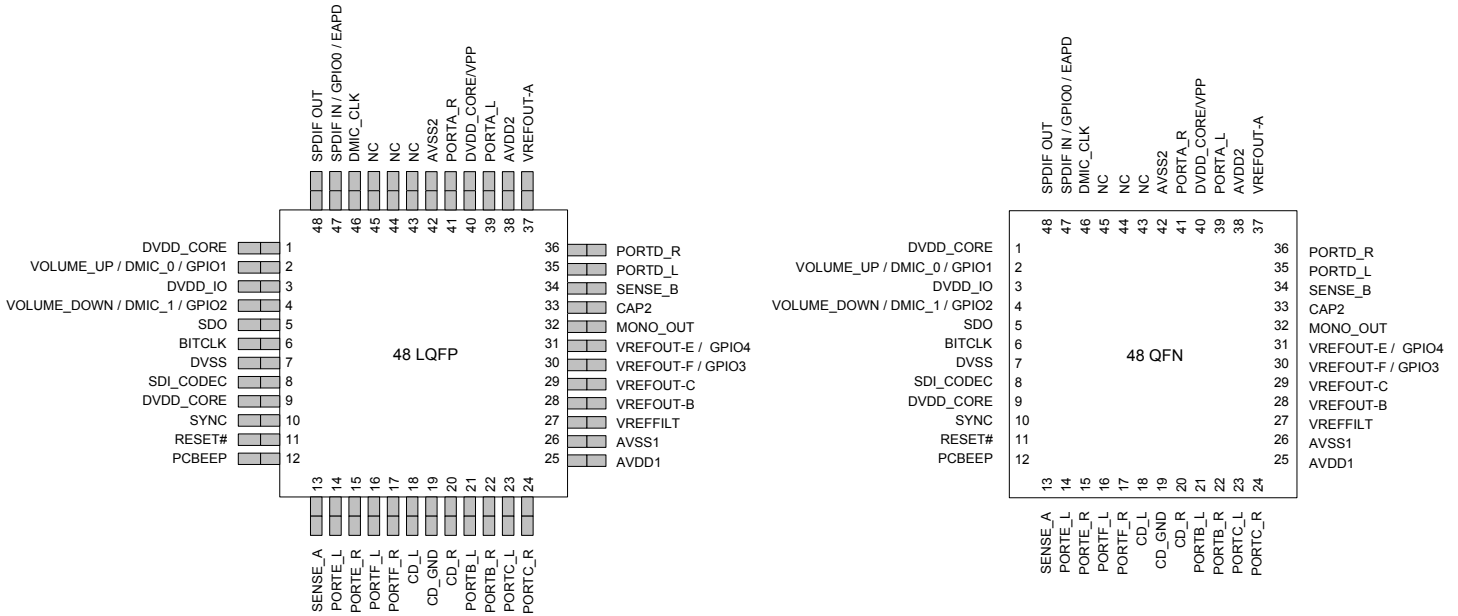 SPDIF OUT
SPDIF IN / GPIO0 / EAPD
DMIC_CLK
NC
NC
NC
AVSS2
PORTA_R
DVDD_CORE/VPP
PORTA_L
AVDD2
VREFOUT-A
48
47
46
45
44
43
42
41
40
39
38
37
DVDD_CORE 1
VOLUME_UP / DMIC_0 / GPIO1 2
DVDD_IO 3
VOLUME_DOWN / DMIC_1 / GPIO2 4
SDO 5
BITCLK 6
DVSS 7
SDI_CODEC 8
DVDD_CORE 9
SYNC 10
RESET# 11
PCBEEP 12
48 LQFP
36 PORTD_R
35 PORTD_L
34 SENSE_B
33 CAP2
32 MONO_OUT
31 VREFOUT-E / GPIO4
30 VREFOUT-F / GPIO3
29 VREFOUT-C
28 VREFOUT-B
27 VREFFILT
26 AVSS1
25 AVDD1
13
14
15
16
17
18
19
20
21
22
23
24
SENSE_A
PORTE_L
PORTE_R
PORTF_L
PORTF_R
CD_L
CD_GND
CD_R
PORTB_L
PORTB_R
PORTC_L
PORTC_R
SPDIF OUT
SPDIF IN / GPIO0 / EAPD
DMIC_CLK
NC
NC
NC
AVSS2
PORTA_R
DVDD_CORE/VPP
PORTA_L
AVDD2
VREFOUT-A
48
47
46
45
44
43
42
41
40
39
38
37
DVDD_CORE 1
VOLUME_UP / DMIC_0 / GPIO1 2
DVDD_IO 3
VOLUME_DOWN / DMIC_1 / GPIO2 4
SDO 5
BITCLK 6
DVSS 7
SDI_CODEC 8
DVDD_CORE 9
SYNC 10
RESET# 11
PCBEEP 12
48 QFN
36 PORTD_R
35 PORTD_L
34 SENSE_B
33 CAP2
32 MONO_OUT
31 VREFOUT-E / GPIO4
30 VREFOUT-F / GPIO3
29 VREFOUT-C
28 VREFOUT-B
27 VREFFILT
26 AVSS1
25 AVDD1
13
14
15
16
17
18
19
20
21
22
23
24
SENSE_A
PORTE_L
PORTE_R
PORTF_L
PORTF_R
CD_L
CD_GND
CD_R
PORTB_L
PORTB_R
PORTC_L
PORTC_R